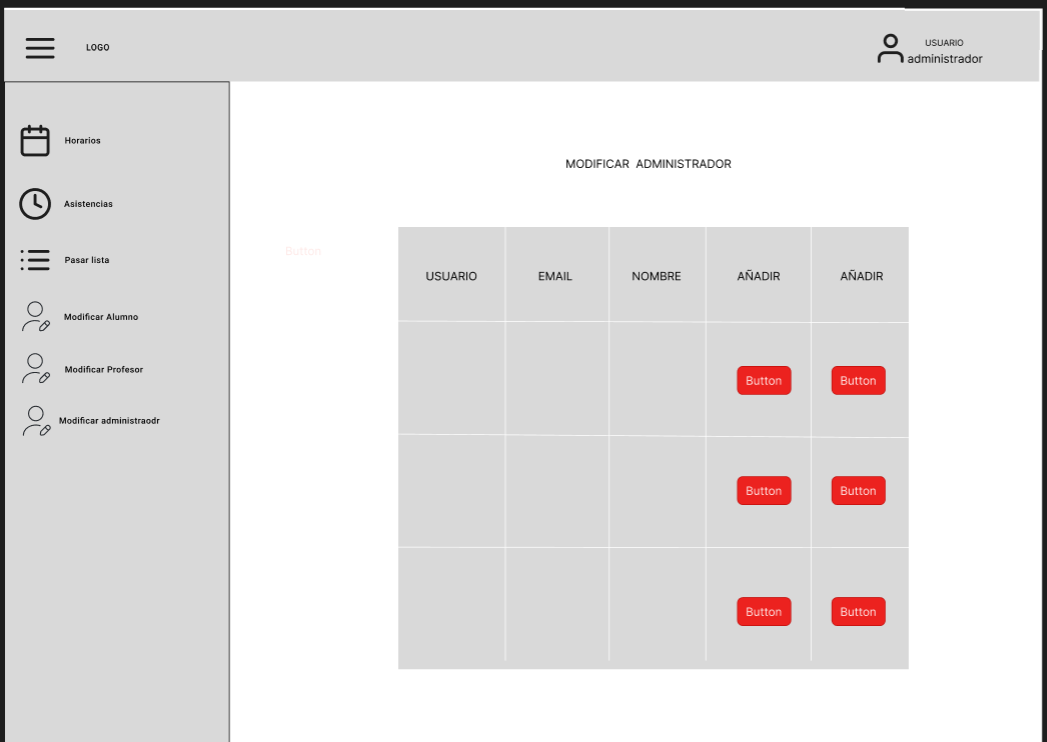 LOGO
USUARIO
administrador
Horarios
Asistencias
Pasar lista
Modificar Alumno
Modificar Profesor
Modificar administraodr
MODIFICAR ADMINISTRADOR
Button
USUARIO EMAIL NOMBRE AÑADIR AÑADIR
Button Button
Button Button
Button Button